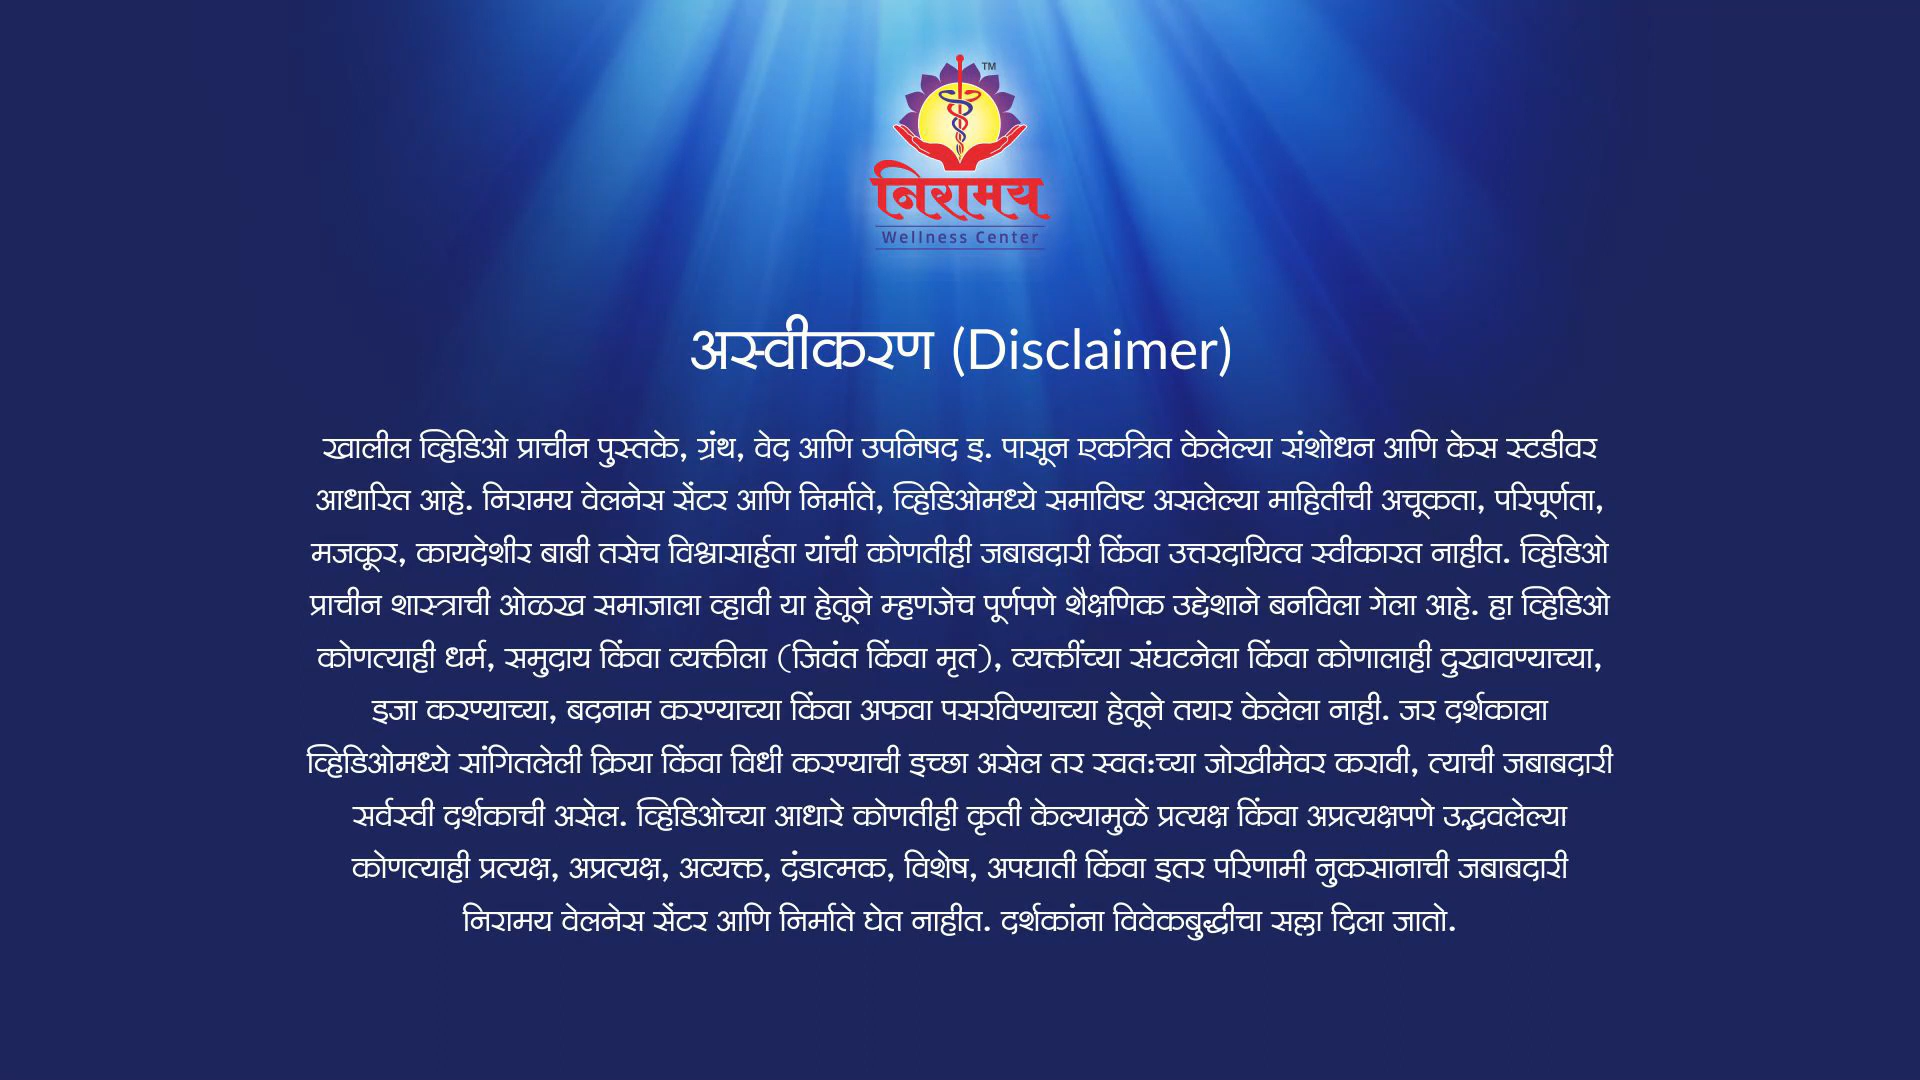 TM
निरामय
Wellness Center
अस्वीकरण (Disclaimer)
खालील व्हिडिओ प्राचीन पुस्तके, ग्रंथ, वेद आणि उपनिषद इ. पासून एकत्रित केलेल्या संशोधन आणि केस स्टडीवर
आधारित आहे. निरामय वेलनेस सेंटर आणि निर्माते, व्हिडिओमध्ये समाविष्ट असलेल्या माहितीची अचूकता, परिपूर्णता,
मजकूर, कायदेशीर बाबी तसेच विश्वासार्हता यांची कोणतीही जबाबदारी किंवा उत्तरदायित्व स्वीकारत नाहीत. व्हिडिओ
प्राचीन शास्त्राची ओळख समाजाला व्हावी या हेतूने म्हणजेच पूर्णपणे शैक्षणिक उद्देशाने बनविला गेला आहे. हा व्हिडिओ
कोणत्याही धर्म, समुदाय किंवा व्यक्तीला (जिवंत किंवा मृत), व्यक्तींच्या संघटनेला किंवा कोणालाही दुखावण्याच्या,
इजा करण्याच्या, बदनाम करण्याच्या किंवा अफवा पसरविण्याच्या हेतूने तयार केलेला नाही. जर दर्शकाला
व्हिडिओमध्ये सांगितलेली क्रिया किंवा विधी करण्याची इच्छा असेल तर स्वत:च्या जोखीमेवर करावी, त्याची जबाबदारी
सर्वस्वी दर्शकाची असेल. व्हिडिओच्या आधारे कोणतीही कृती केल्यामुळे प्रत्यक्ष किंवा अप्रत्यक्षपणे उद्भवलेल्या
कोणत्याही प्रत्यक्ष, अप्रत्यक्ष, अव्यक्त, दंडात्मक, विशेष, अपघाती किंवा इतर परिणामी नुकसानाची जबाबदारी
निरामय वेलनेस सेंटर आणि निर्माते घेत नाहीत. दर्शकांना विवेकबुद्धीचा सल्ला दिला जातो.